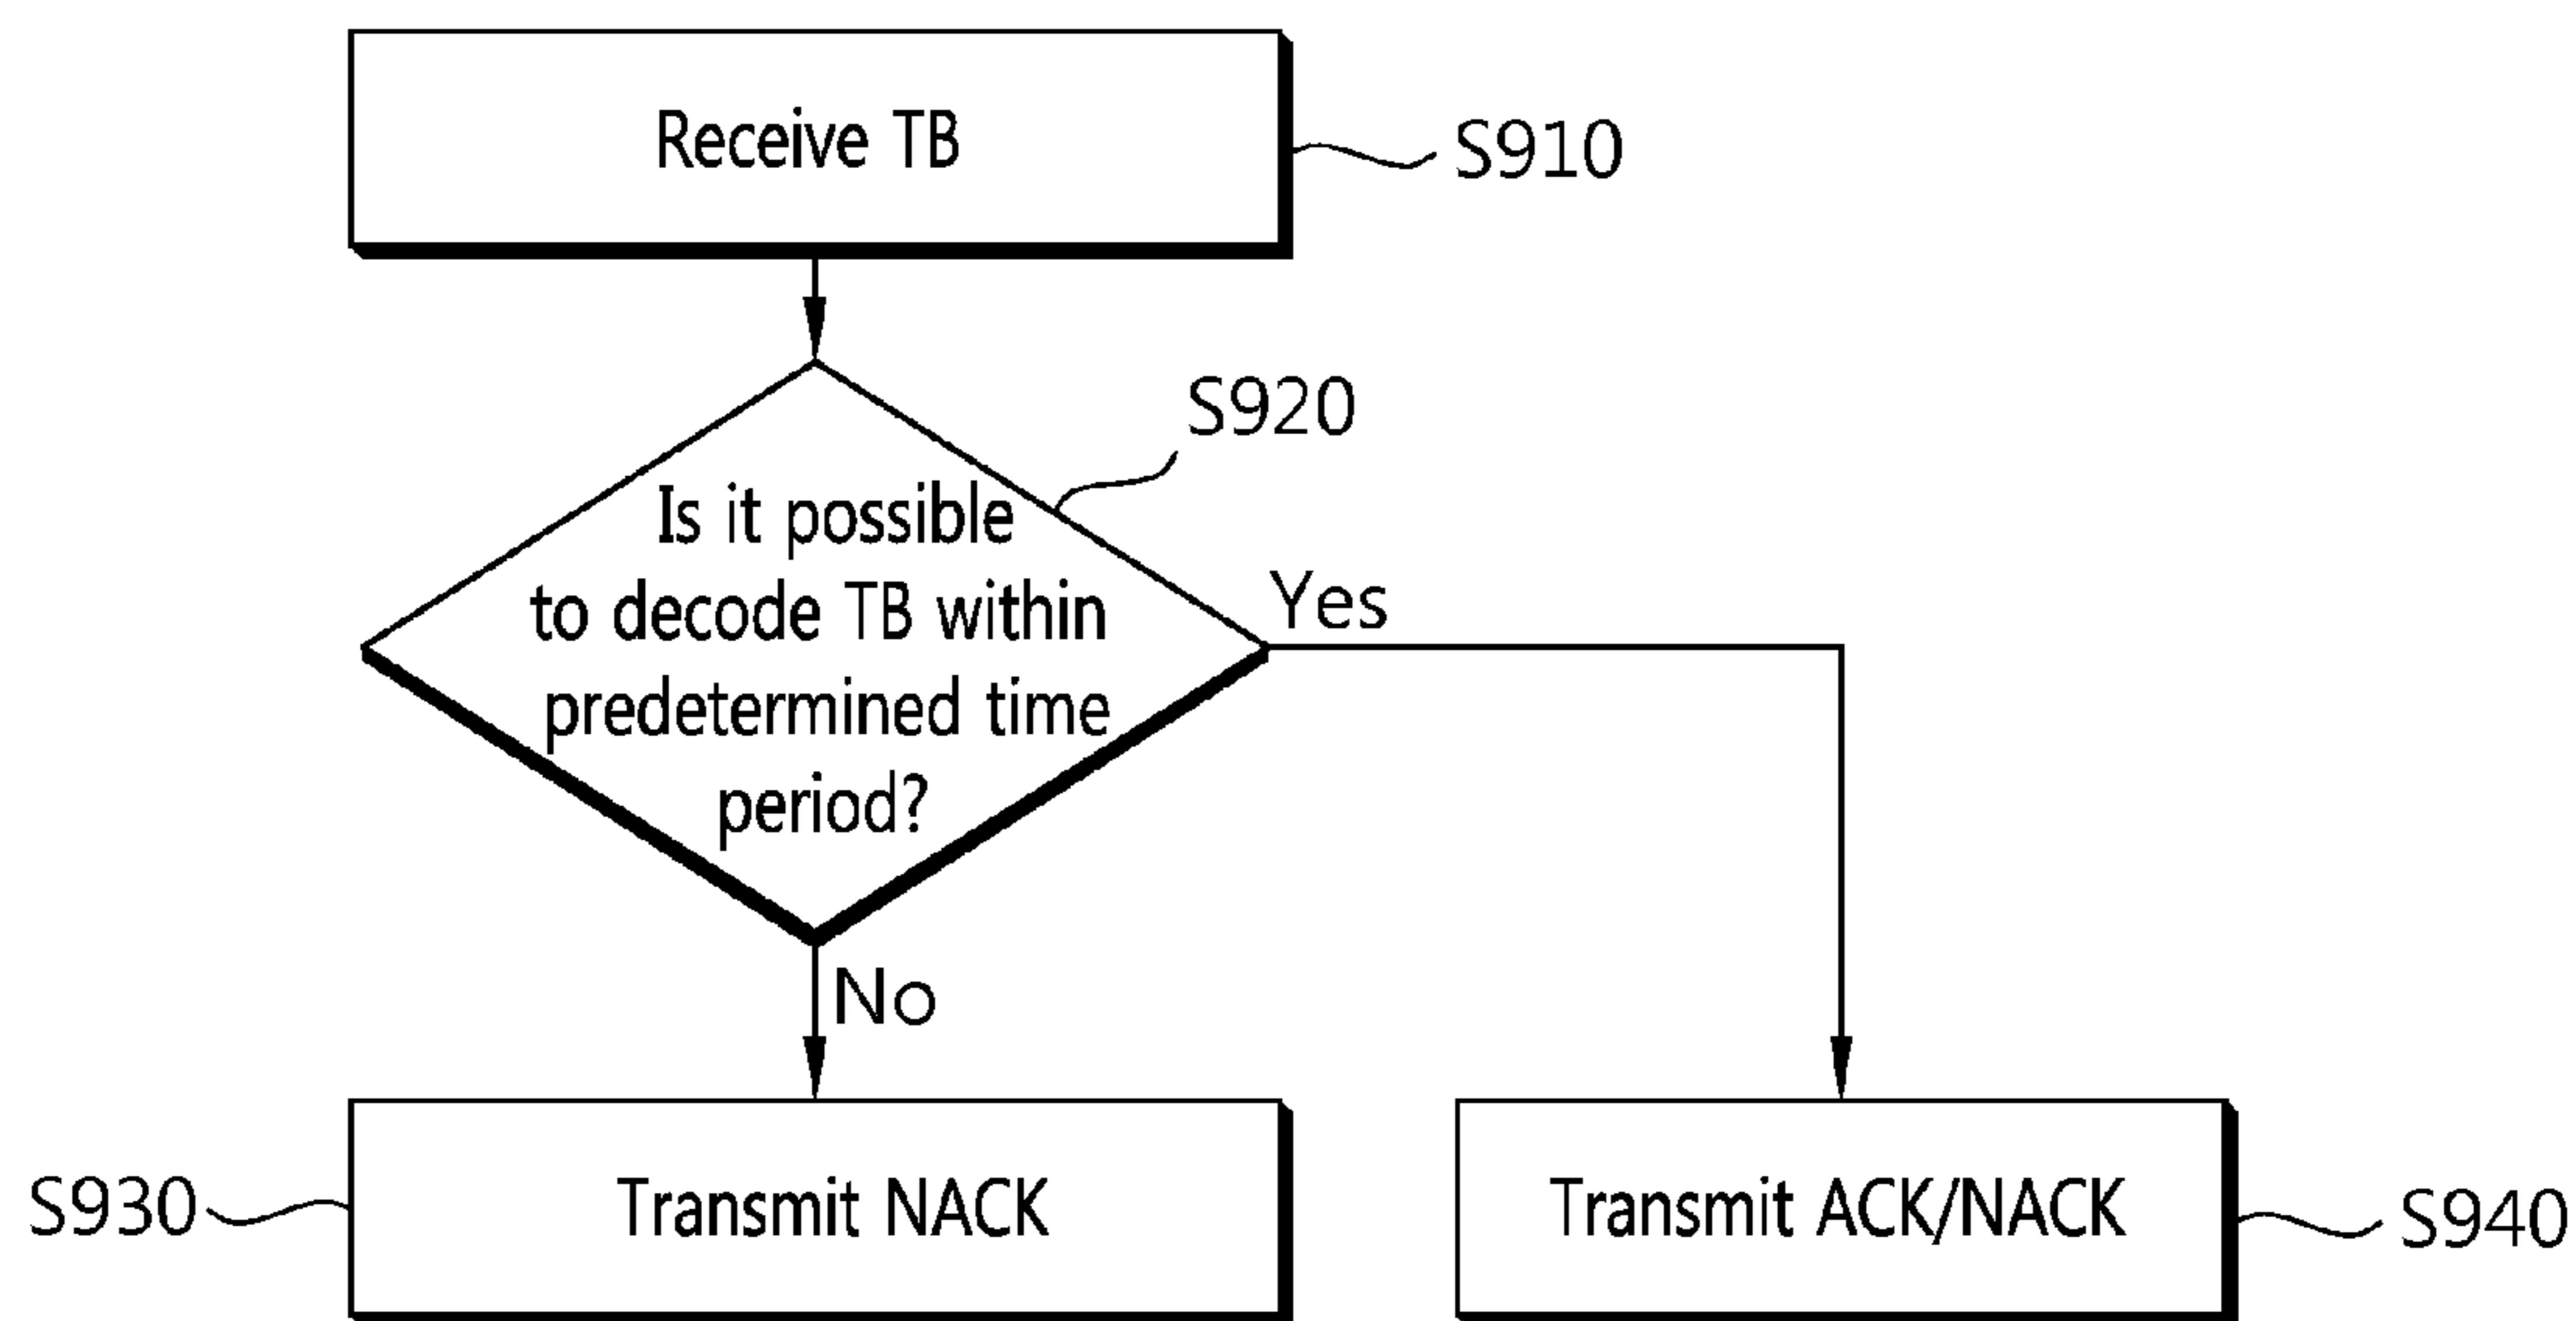 Receive TB
S910
S920
Is it possible
to decode TB within
predetermined time
period?
Yes
No
S930
Transmit NACK
Transmit ACK/NACK
S940